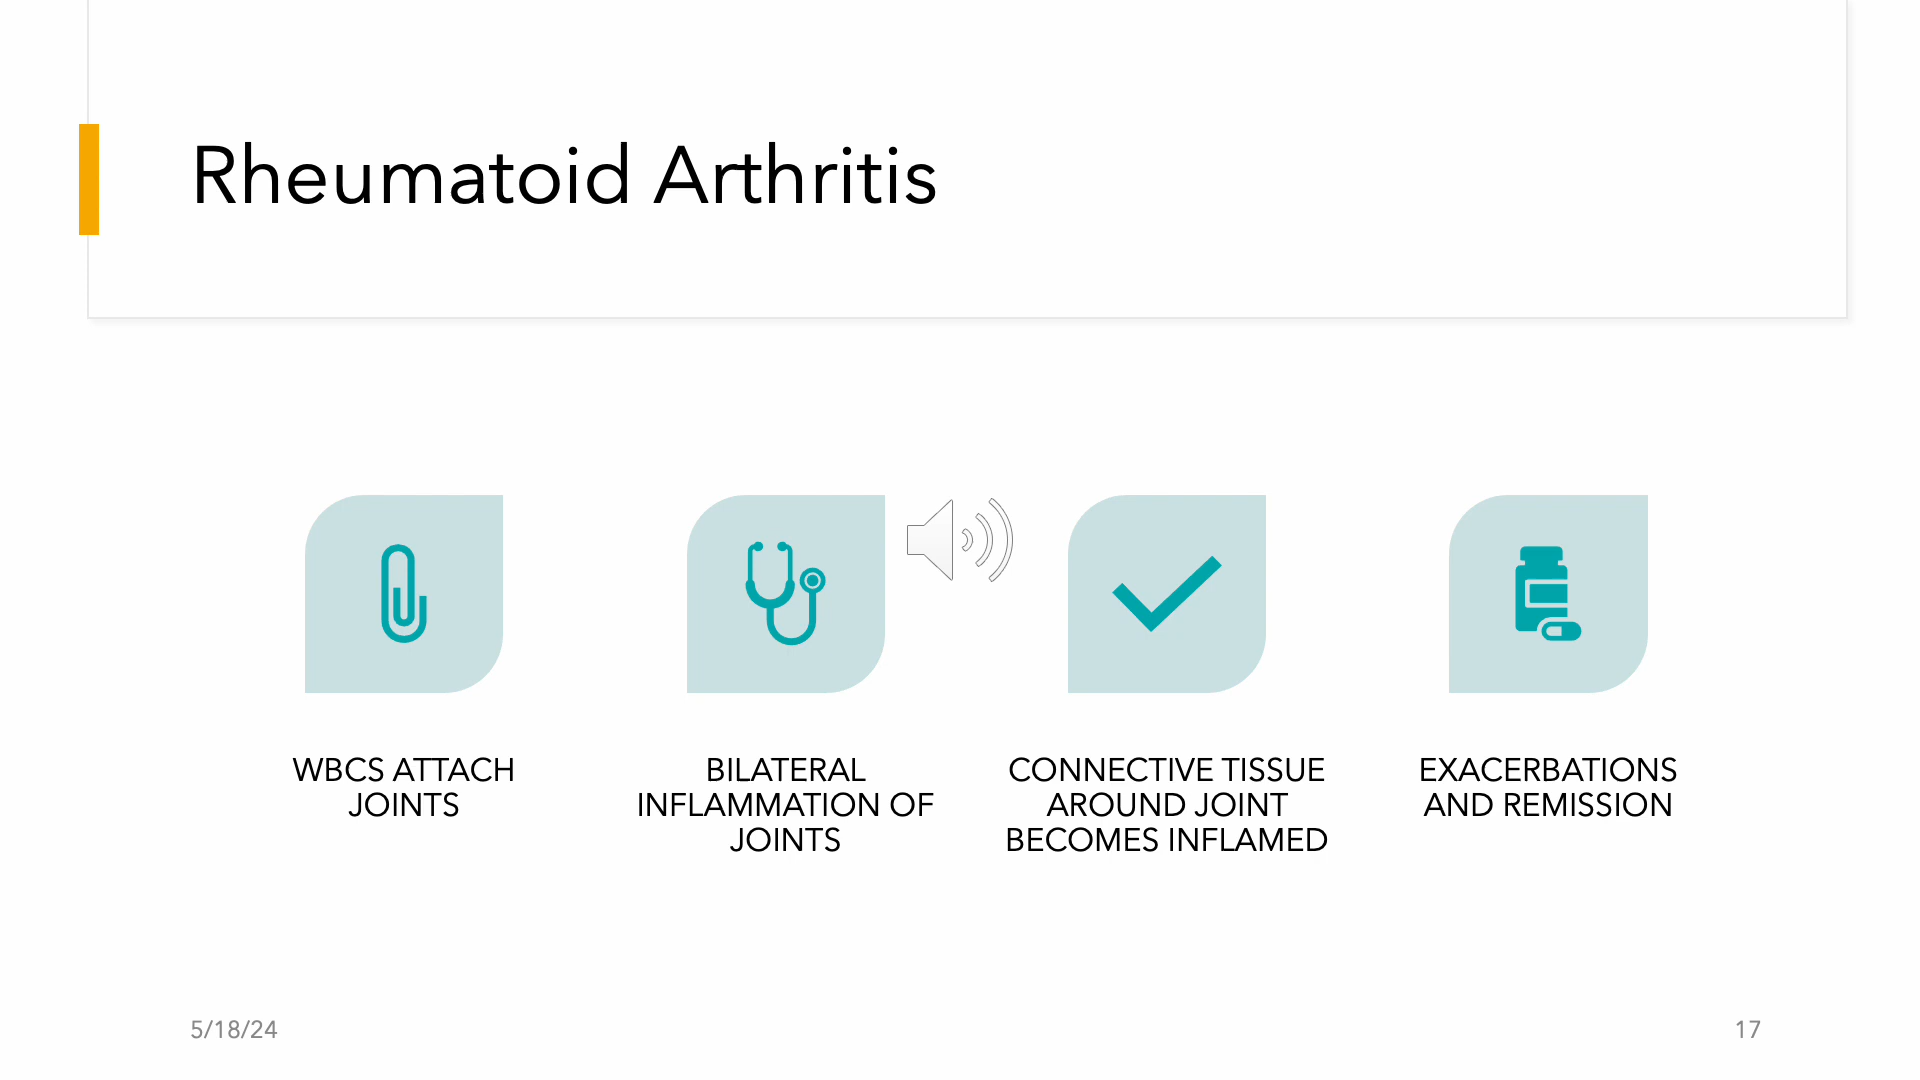 Rheumatoid Arthritis
WBCS ATTACH
JOINTS
BILATERAL
INFLAMMATION OF
JOINTS
CONNECTIVE TISSUE
AROUND JOINT
BECOMES INFLAMED
EXACERBATIONS
AND REMISSION
5/18/24
17